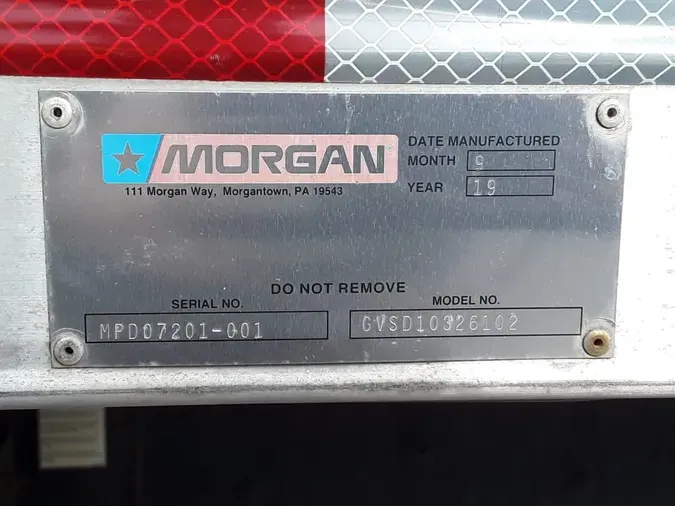 MORGAN
111 Morgan Way, Morgantown, PA 19543
DATE MANUFACTURED
MONTH 9
YEAR 19
DO NOT REMOVE
SERIAL NO.
MPD07201-001
MODEL NO.
GVSD10326102